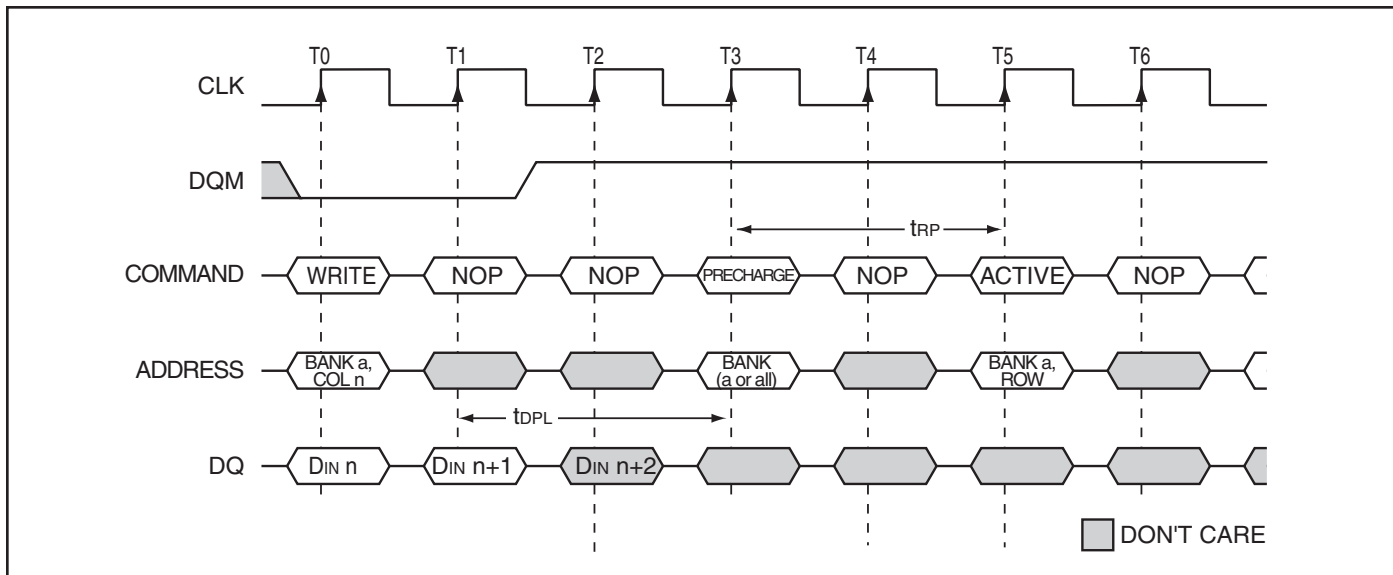 T0 T1 T2 T3 T4 T5 T6
CLK
DQM
tRP
COMMAND WRITE NOP NOP PRECHARGE NOP ACTIVE NOP
ADDRESS
BANK a,
COL n
BANK
(a or all)
BANK a,
ROW
tDPL
DQ DIN n DIN n+1 DIN n+2
DON'T CARE